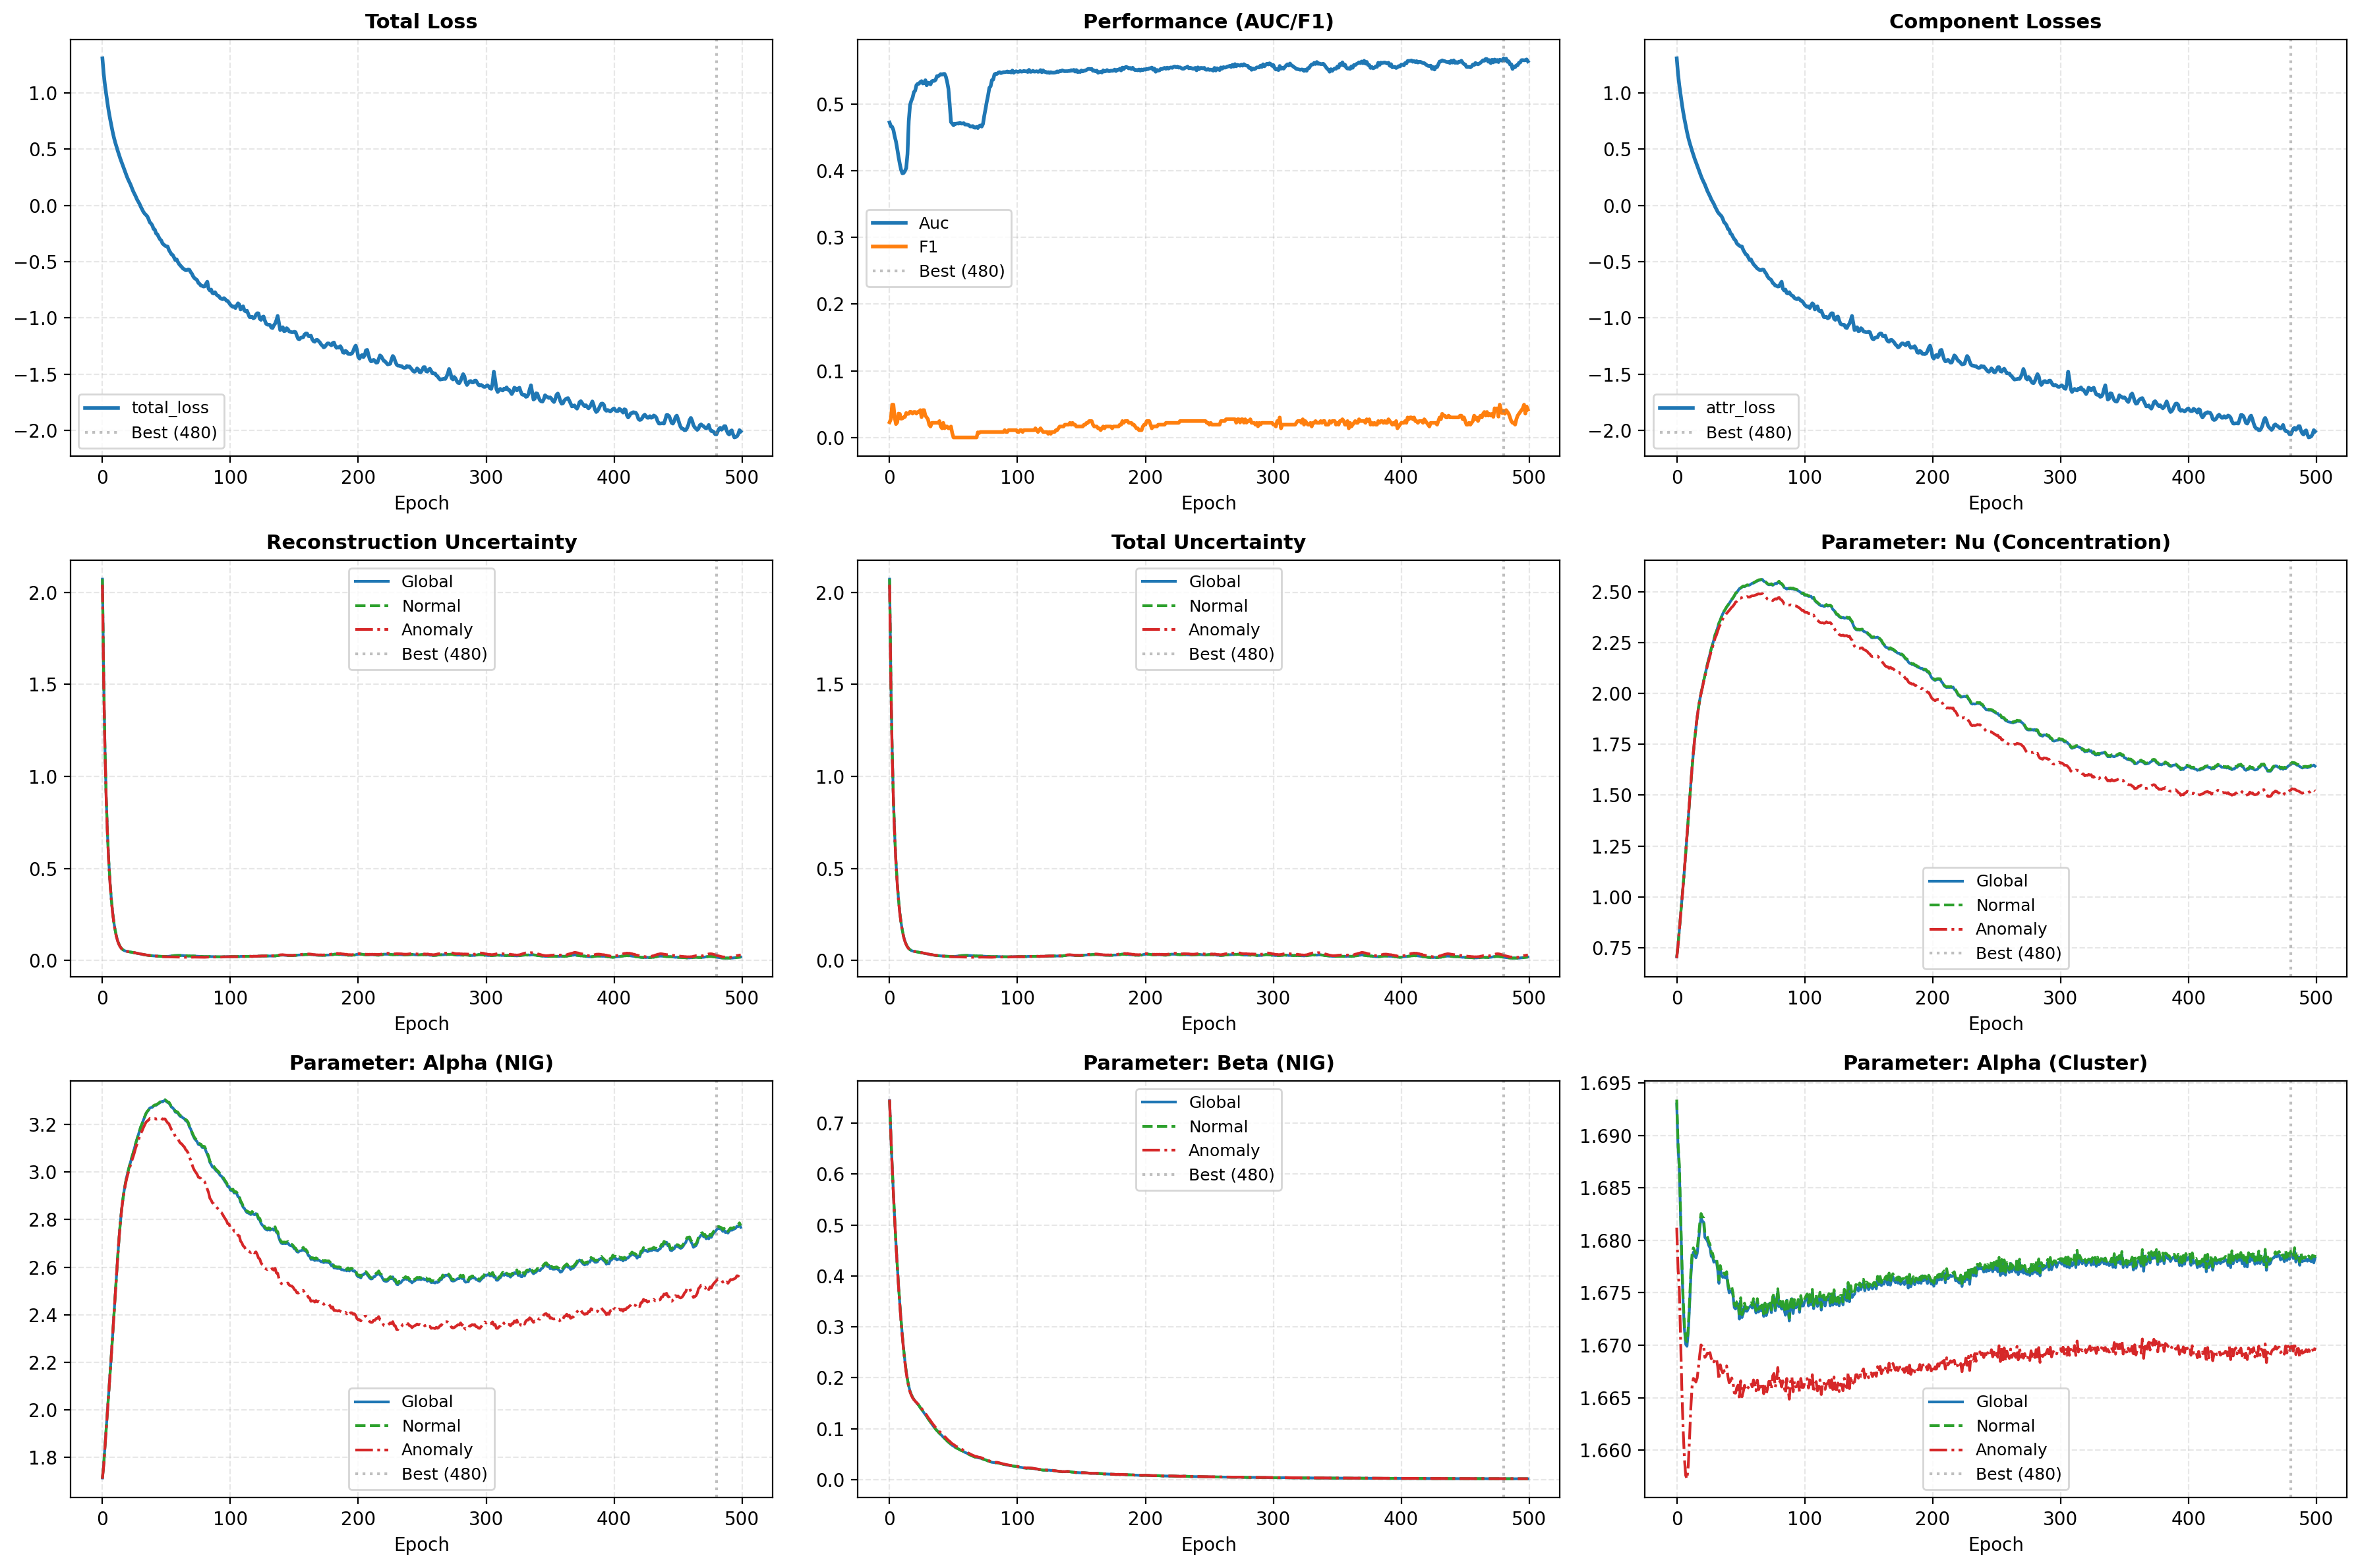 Total Loss
1.0
0.5
0.0
−0.5
−1.0
−1.5
−2.0
total_loss
Best (480)
0 100 200 300 400 500
Epoch
Performance (AUC/F1)
0.5
0.4
0.3
0.2
0.1
0.0
Auc
F1
Best (480)
0 100 200 300 400 500
Epoch
Component Losses
1.0
0.5
0.0
−0.5
−1.0
−1.5
−2.0
attr_loss
Best (480)
0 100 200 300 400 500
Epoch
Reconstruction Uncertainty
2.0
1.5
1.0
0.5
0.0
Global
Normal
Anomaly
Best (480)
0 100 200 300 400 500
Epoch
Total Uncertainty
2.0
1.5
1.0
0.5
0.0
Global
Normal
Anomaly
Best (480)
0 100 200 300 400 500
Epoch
Parameter: Nu (Concentration)
2.50
2.25
2.00
1.75
1.50
1.25
1.00
0.75
Global
Normal
Anomaly
Best (480)
0 100 200 300 400 500
Epoch
Parameter: Alpha (NIG)
3.2
3.0
2.8
2.6
2.4
2.2
2.0
1.8
Global
Normal
Anomaly
Best (480)
0 100 200 300 400 500
Epoch
Parameter: Beta (NIG)
0.7
0.6
0.5
0.4
0.3
0.2
0.1
0.0
Global
Normal
Anomaly
Best (480)
0 100 200 300 400 500
Epoch
Parameter: Alpha (Cluster)
1.695
1.690
1.685
1.680
1.675
1.670
1.665
1.660
Global
Normal
Anomaly
Best (480)
0 100 200 300 400 500
Epoch